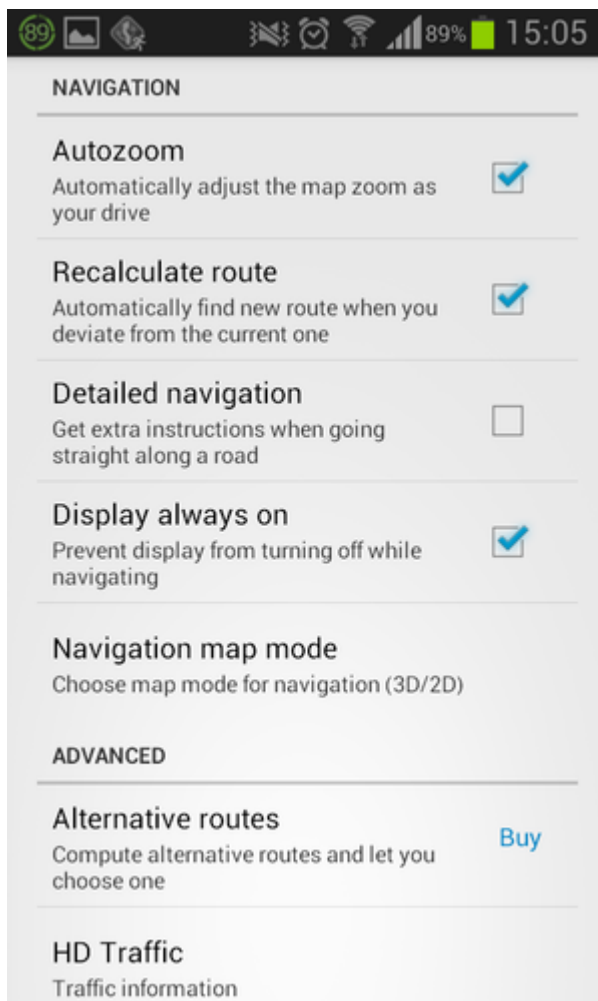 89 89% 15:05
NAVIGATION
Autozoom
Automatically adjust the map zoom as
your drive
Recalculate route
Automatically find new route when you
deviate from the current one
Detailed navigation
Get extra instructions when going
straight along a road
Display always on
Prevent display from turning off while
navigating
Navigation map mode
Choose map mode for navigation (3D/2D)
ADVANCED
Alternative routes
Buy
Compute alternative routes and let you
choose one
HD Traffic
Traffic information